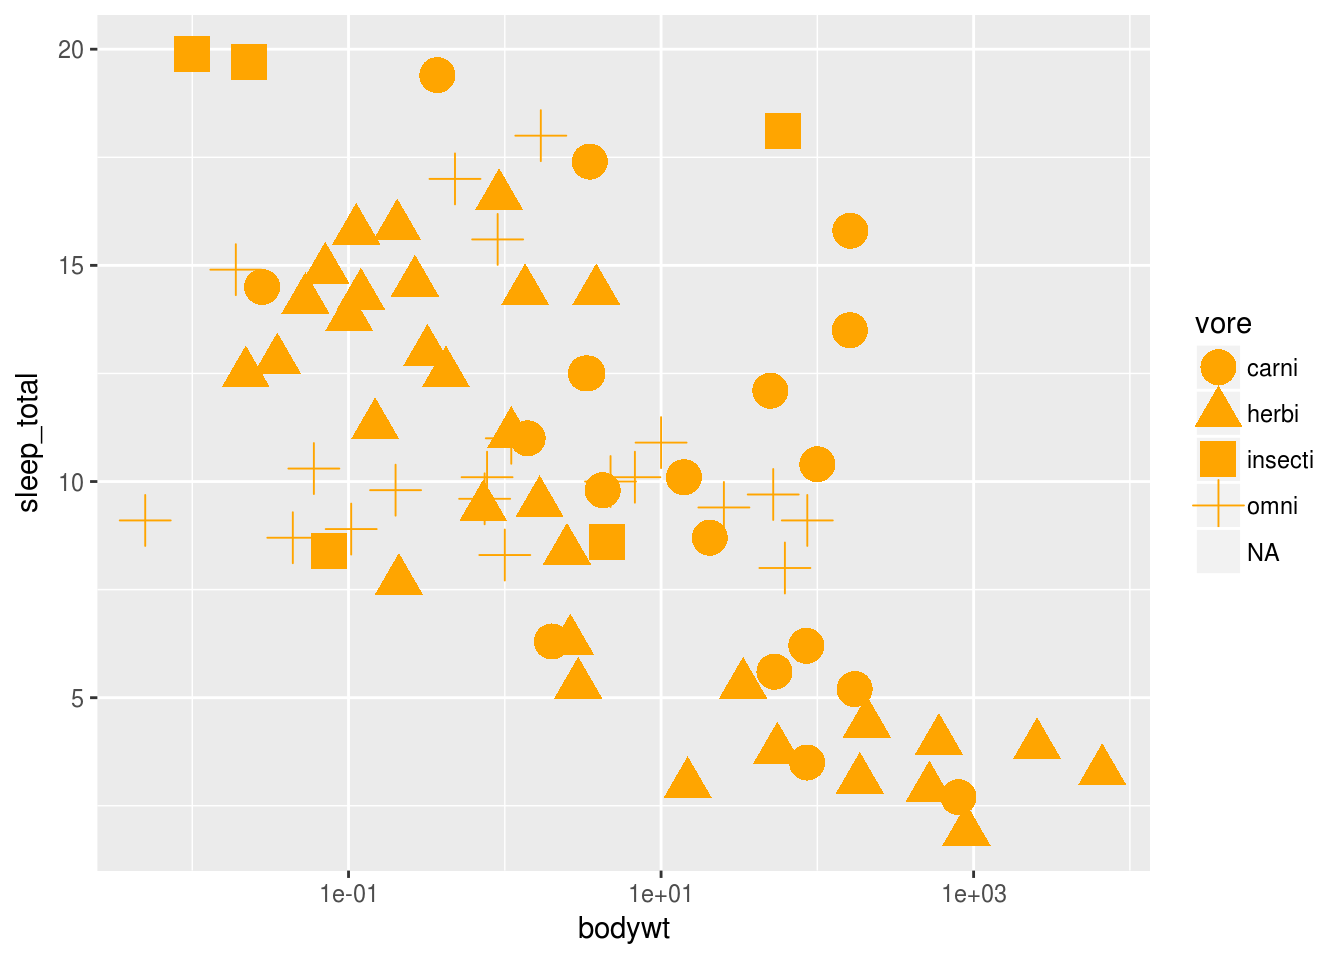 20
15
10
5
sleep_total
1e-01
1e+01
1e+03
bodywt
vore
carni
herbi
insecti
omni
NA